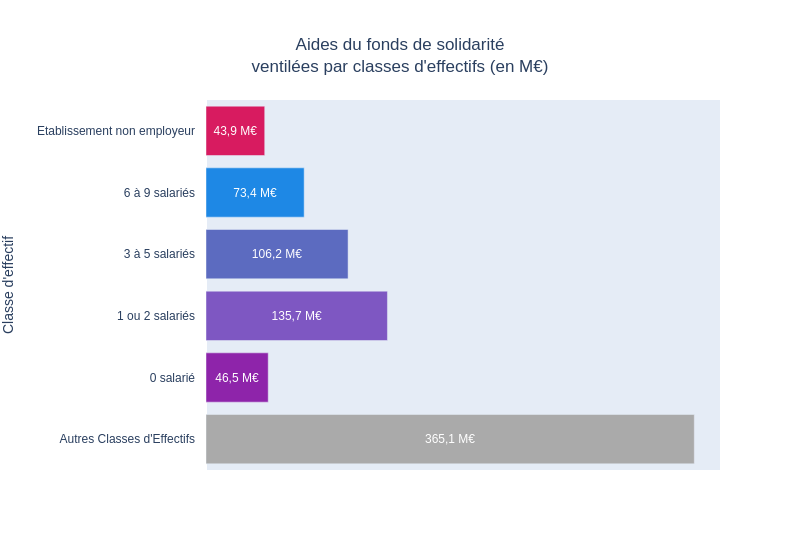 Aides du fonds de solidarité
ventilées par classes d'effectifs (en M€)
Classe d'effectif
Etablissement non employeur
43,9 M€
6 à 9 salariés
73,4 M€
3 à 5 salariés
106,2 M€
1 ou 2 salariés
135,7 M€
0 salarié
46,5 M€
Autres Classes d'Effectifs
365,1 M€